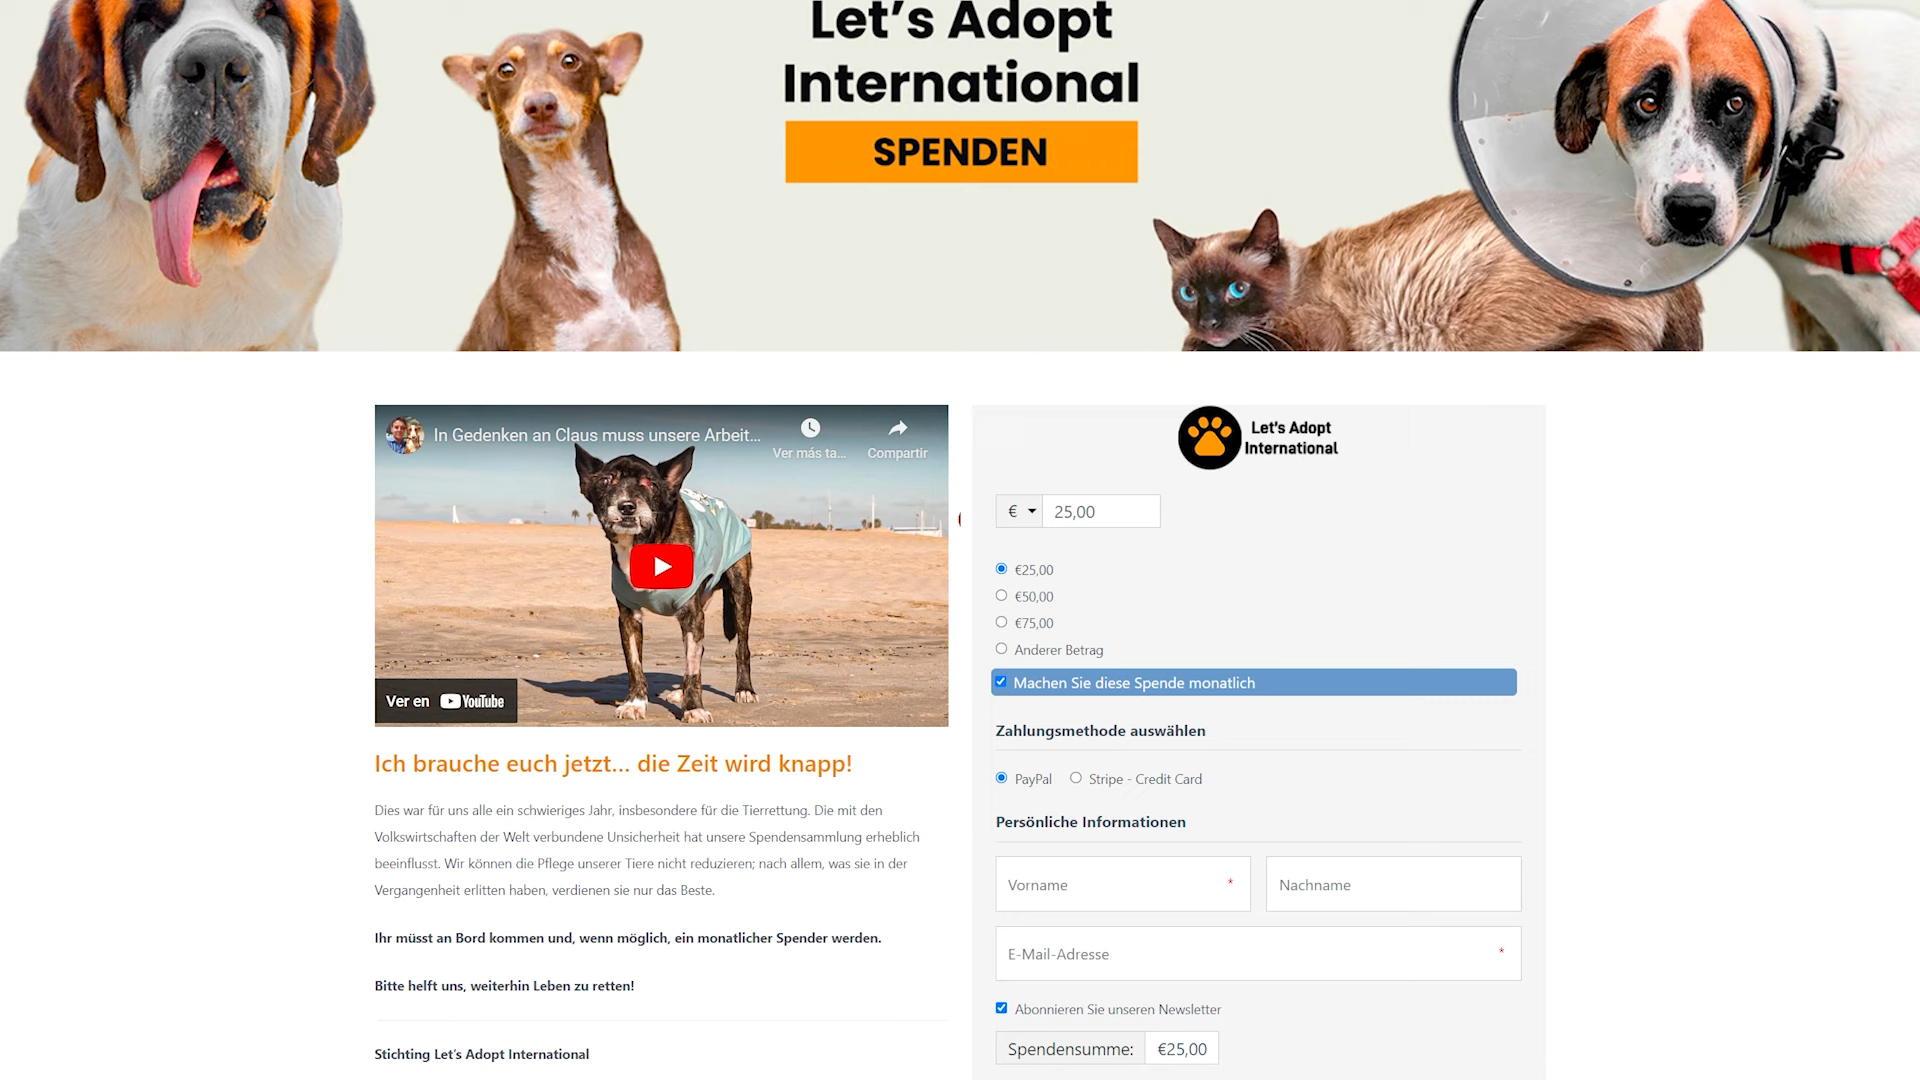 Let's Adopt
International
SPENDEN
In Gedenken an Claus muss unsere Arbeit...
Ver más ta...
Compartir
Ver en YouTube
Ich brauche euch jetzt... die Zeit wird knapp!
Dies war für uns alle ein schwieriges Jahr, insbesondere für die Tierrettung. Die mit den
Volkswirtschaften der Welt verbundene Unsicherheit hat unsere Spendensammlung erheblich
beeinflusst. Wir können die Pflege unserer Tiere nicht reduzieren; nach allem, was sie in der
Vergangenheit erlitten haben, verdienen sie nur das Beste.
Ihr müsst an Bord kommen und, wenn möglich, ein monatlicher Spender werden.
Bitte helft uns, weiterhin Leben zu retten!
Stichting Let's Adopt International
Let's Adopt
International
€ 25,00
€25,00
€50,00
€75,00
Anderer Betrag
Machen Sie diese Spende monatlich
Zahlungsmethode auswählen
PayPal Stripe - Credit Card
Persönliche Informationen
Vorname * Nachname
E-Mail-Adresse *
Abonnieren Sie unseren Newsletter
Spendensumme: €25,00